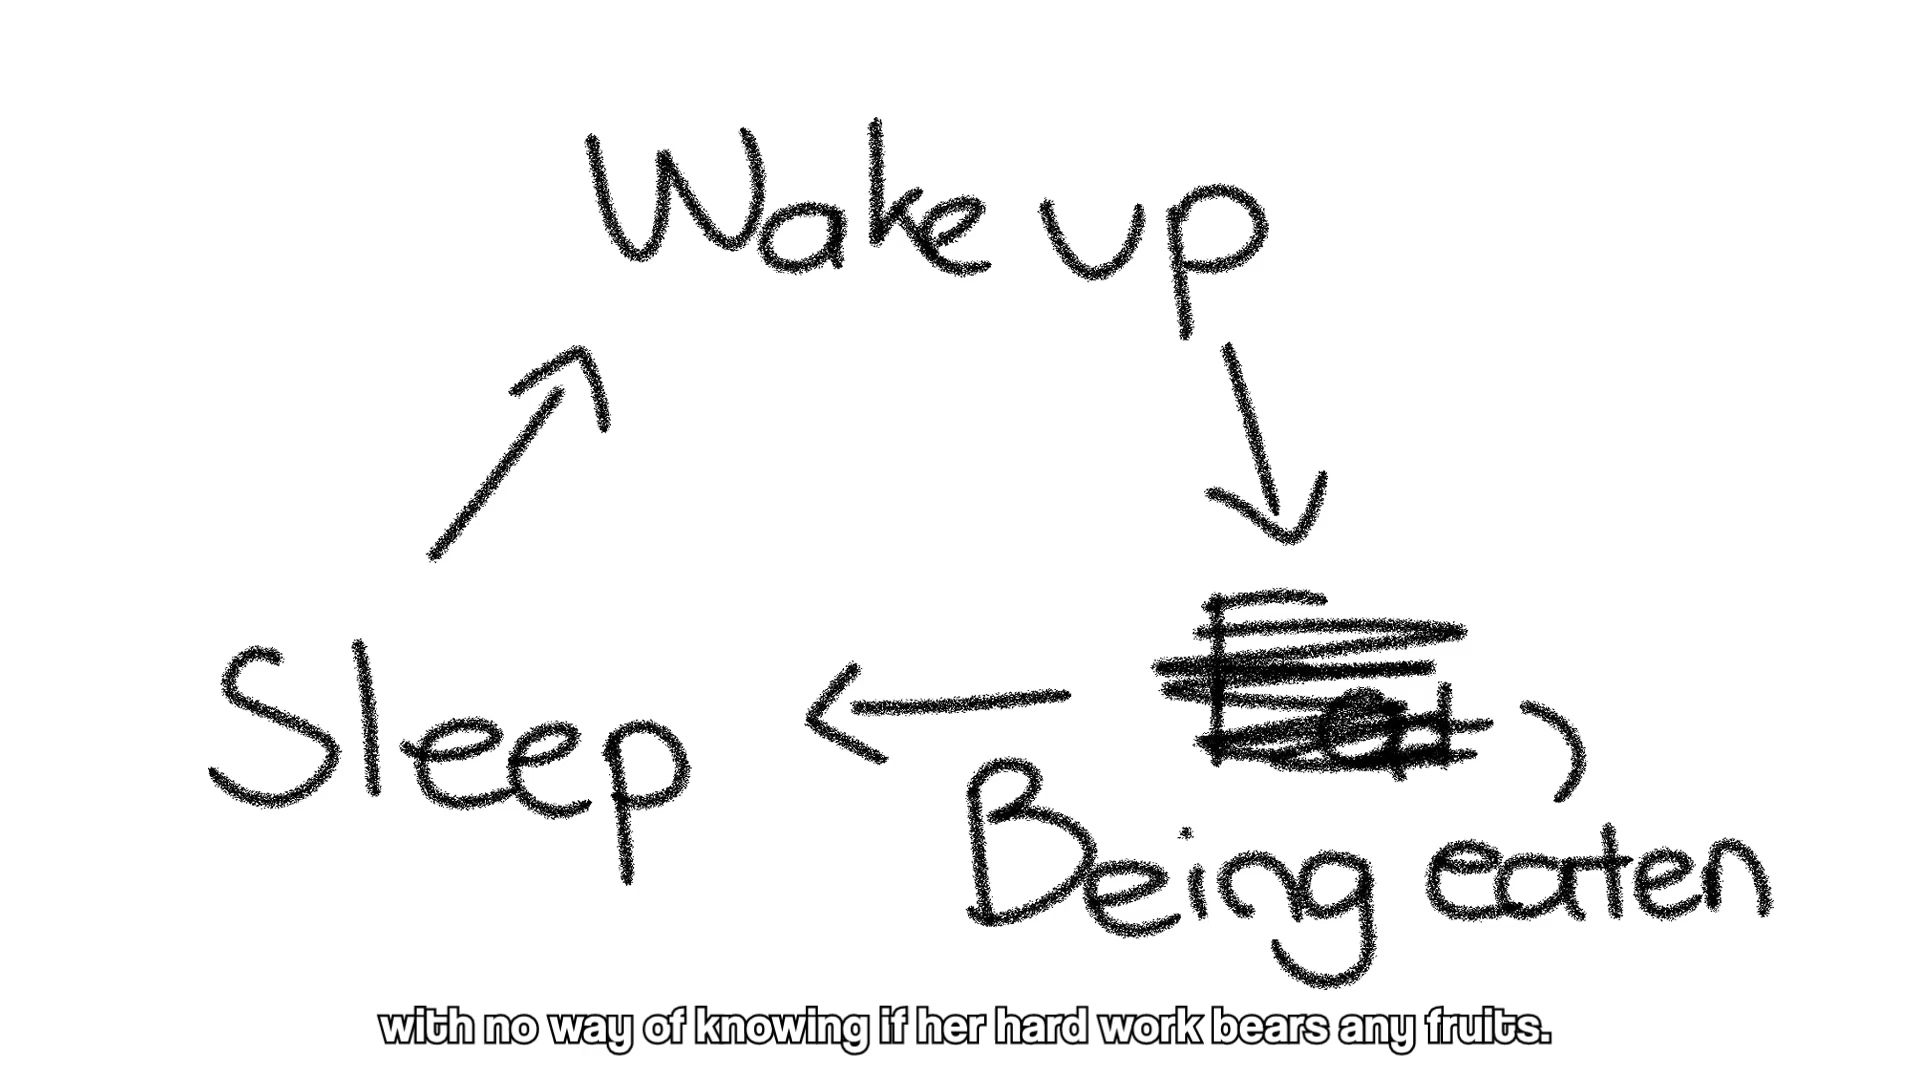 Wake up
Sleep
Being eaten
with no way of knowing if her hard work bears any fruits.